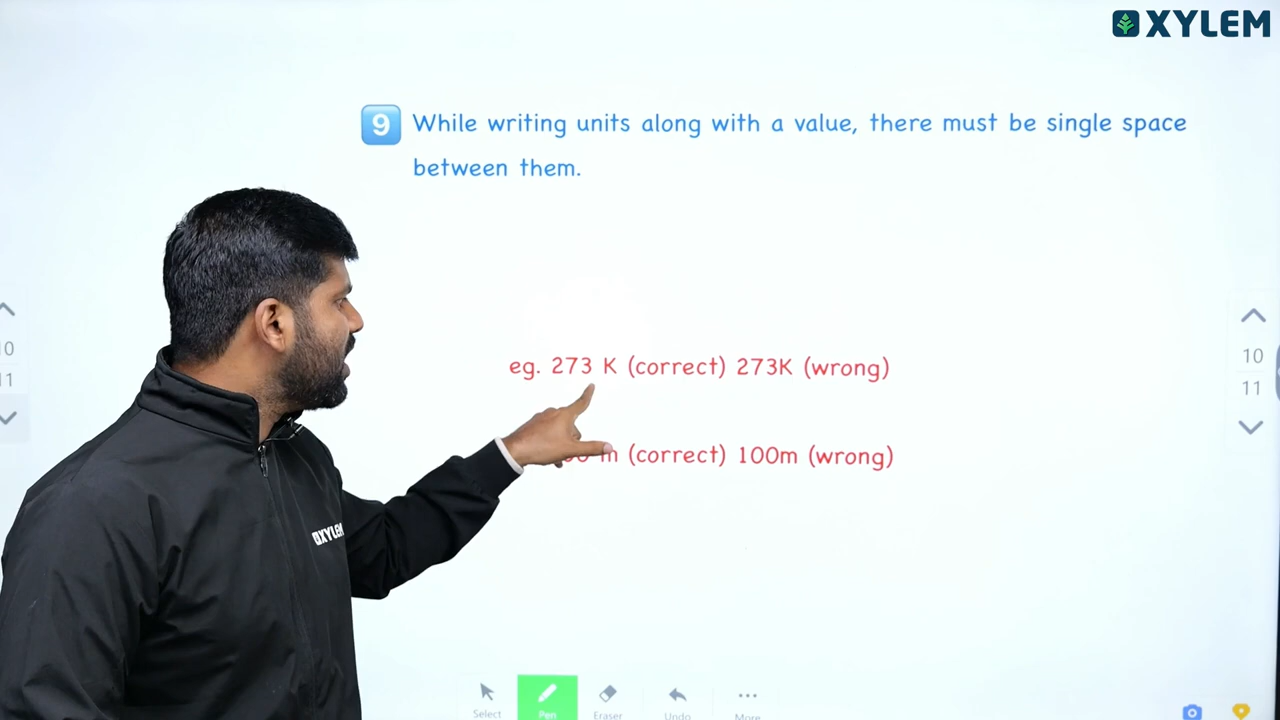 XYLEM
9 While writing units along with a value, there must be single space
between them.
eg. 273 K (correct) 273K (wrong)
m (correct) 100m (wrong)
XYLEM
10
11
10
11
Select
Pen
Eraser
Undo
More